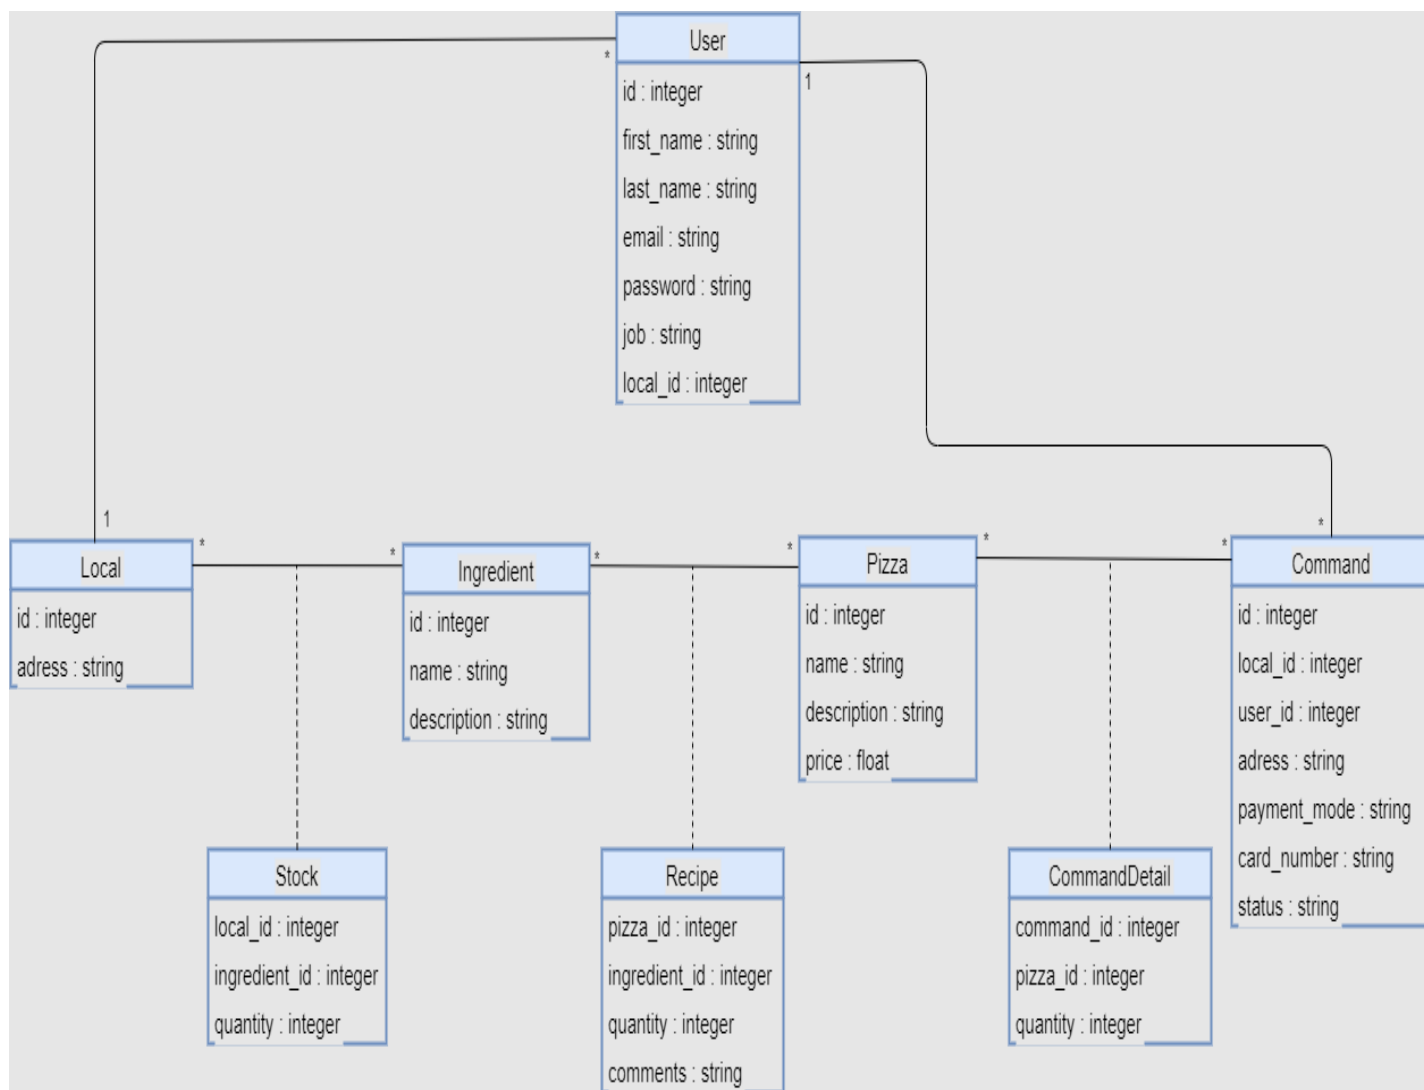 User
*
1
id : integer
first_name : string
last_name : string
email : string
password : string
job : string
local_id : integer
1
*
Local
id : integer
adress : string
*
*
Ingredient
id : integer
name : string
description : string
*
*
Pizza
id : integer
name : string
description : string
price : float
*
*
Command
id : integer
local_id : integer
user_id : integer
adress : string
payment_mode : string
card_number : string
status : string
Stock
local_id : integer
ingredient_id : integer
quantity : integer
Recipe
pizza_id : integer
ingredient_id : integer
quantity : integer
comments : string
CommandDetail
command_id : integer
pizza_id : integer
quantity : integer